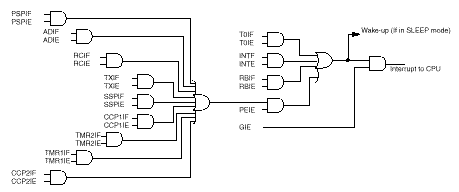 PSPIF
PSPIE
ADIF
ADIE
RCIF
RCIE
TXIF
TXIE
SSPIF
SSPIE
CCP1IF
CCP1IE
TMR2IF
TMR2IE
TMR1IF
TMR1IE
CCP2IF
CCP2IE
T0IF
T0IE
INTF
INTE
RBIF
RBIE
PEIE
GIE
Wake-up (If in SLEEP mode)
Interrupt to CPU